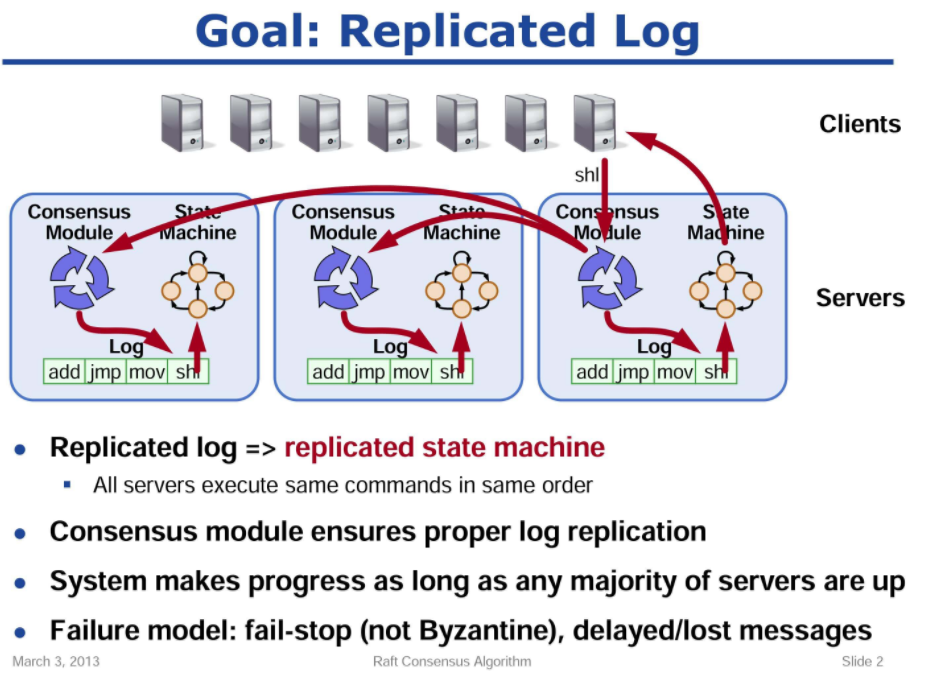 Goal: Replicated Log
Clients
shl
Consensus Module
State Machine
Consensus Module
State Machine
Consensus Module
State Machine
Servers
Log
Log
Log
add jmp mov shl
add jmp mov shl
add jmp mov shl
• Replicated log => replicated state machine
▪ All servers execute same commands in same order
• Consensus module ensures proper log replication
• System makes progress as long as any majority of servers are up
• Failure model: fail-stop (not Byzantine), delayed/lost messages
March 3, 2013
Raft Consensus Algorithm
Slide 2